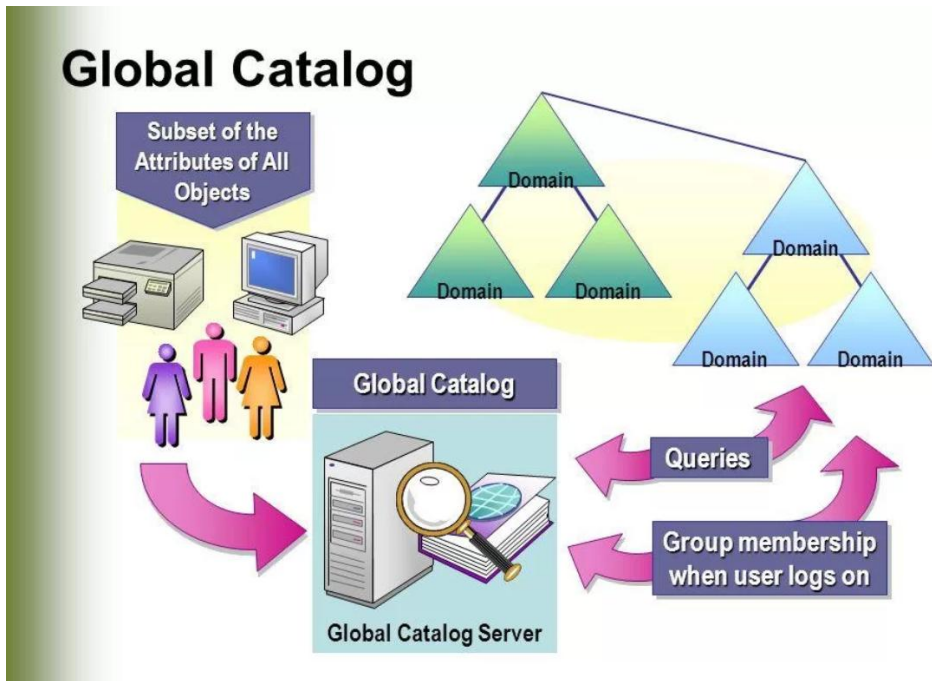 Global Catalog
Subset of the
Attributes of All
Objects
Domain
Domain
Domain
Domain
Domain
Domain
Global Catalog
Queries
Group membership
when user logs on
Global Catalog Server